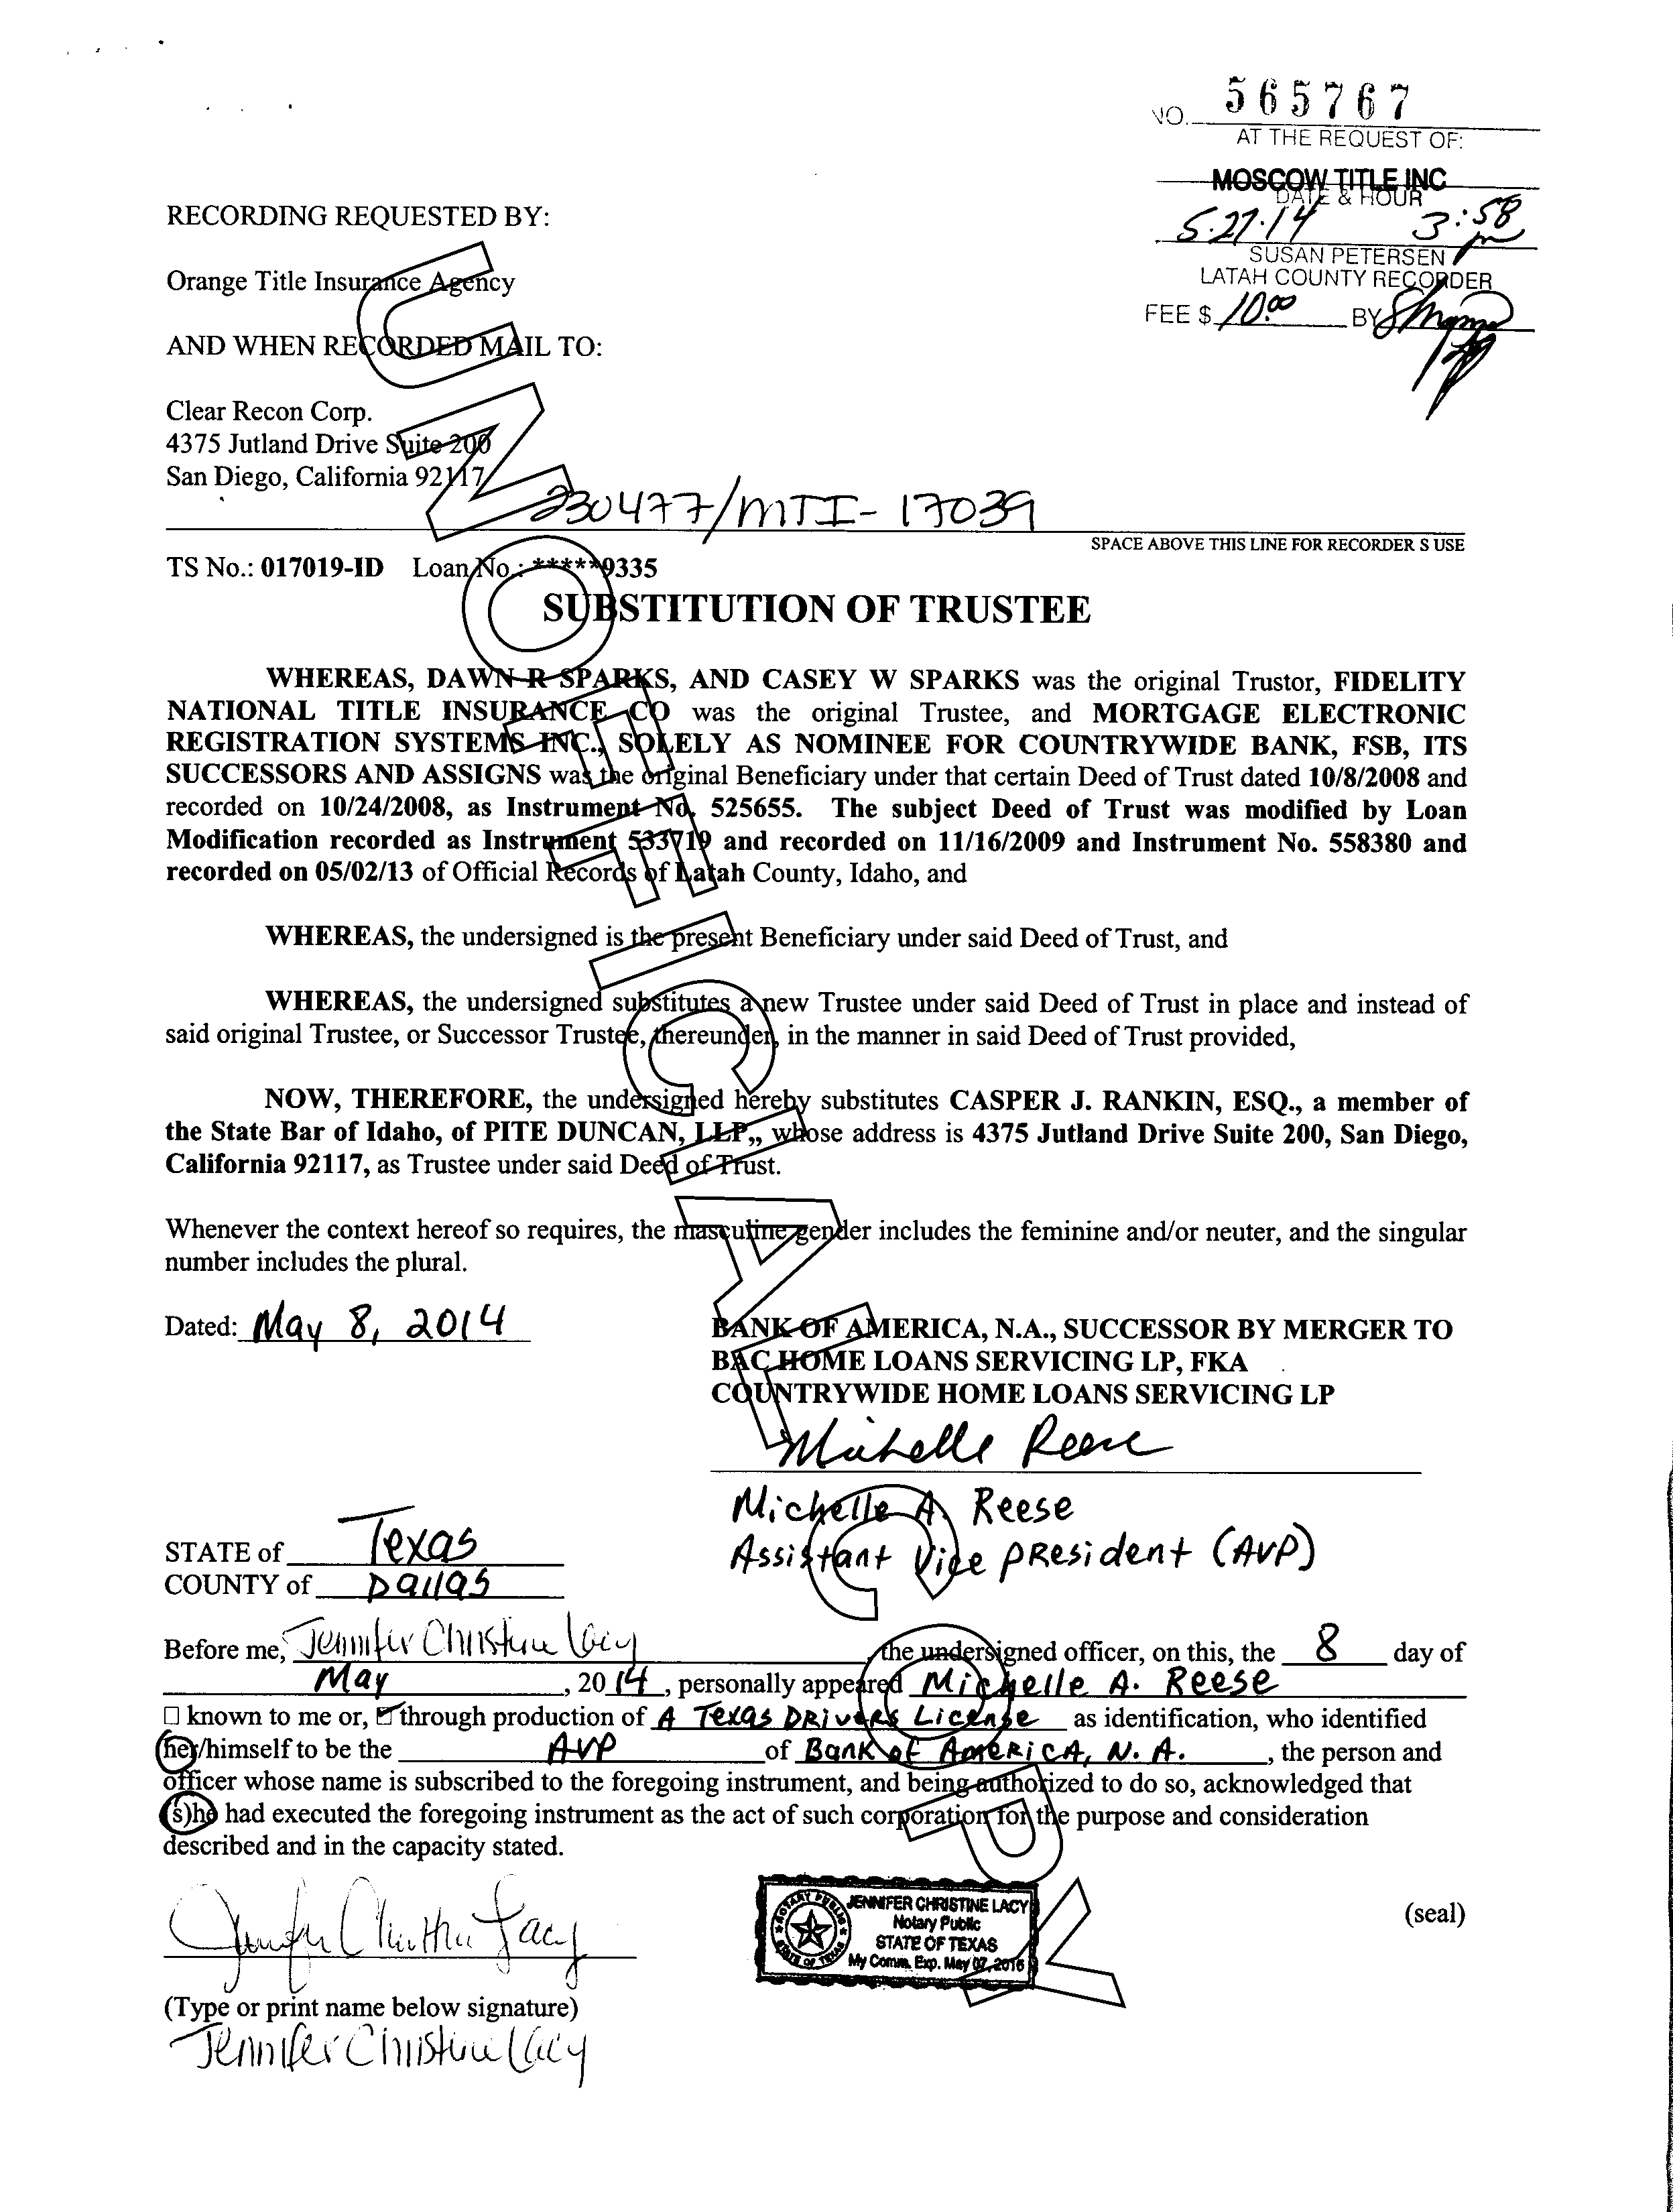 NO. 565767
AT THE REQUEST OF:
MOSCOW TITLE INC
DATE & HOUR
5-27-14 3:58 pm
SUSAN PETERSEN
LATAH COUNTY RECORDER
FEE $ 10.00 BY
RECORDING REQUESTED BY:
Orange Title Insurance Agency
AND WHEN RECORDED MAIL TO:
Clear Recon Corp.
4375 Jutland Drive Suite 200
San Diego, California 92117
230477/MTI-17039
SPACE ABOVE THIS LINE FOR RECORDER S USE
TS No.: 017019-ID Loan No.: *****9335
SUBSTITUTION OF TRUSTEE
WHEREAS, DAWN R SPARKS, AND CASEY W SPARKS was the original Trustor, FIDELITY
NATIONAL TITLE INSURANCE CO was the original Trustee, and MORTGAGE ELECTRONIC
REGISTRATION SYSTEMS INC., SOLELY AS NOMINEE FOR COUNTRYWIDE BANK, FSB, ITS
SUCCESSORS AND ASSIGNS was the original Beneficiary under that certain Deed of Trust dated 10/8/2008 and
recorded on 10/24/2008, as Instrument No. 525655. The subject Deed of Trust was modified by Loan
Modification recorded as Instrument 533719 and recorded on 11/16/2009 and Instrument No. 558380 and
recorded on 05/02/13 of Official Records of Latah County, Idaho, and
WHEREAS, the undersigned is the present Beneficiary under said Deed of Trust, and
WHEREAS, the undersigned substitutes a new Trustee under said Deed of Trust in place and instead of
said original Trustee, or Successor Trustee, thereunder, in the manner in said Deed of Trust provided,
NOW, THEREFORE, the undersigned hereby substitutes CASPER J. RANKIN, ESQ., a member of
the State Bar of Idaho, of PITE DUNCAN, LLP,, whose address is 4375 Jutland Drive Suite 200, San Diego,
California 92117, as Trustee under said Deed of Trust.
Whenever the context hereof so requires, the masculine gender includes the feminine and/or neuter, and the singular
number includes the plural.
Dated: May 8, 2014
BANK OF AMERICA, N.A., SUCCESSOR BY MERGER TO
BAC HOME LOANS SERVICING LP, FKA
COUNTRYWIDE HOME LOANS SERVICING LP
Michelle Reese
Michelle A. Reese
Assistant Vice President (AVP)
STATE of Texas
COUNTY of Dallas
Before me, Jennifer Christine Lacy, the undersigned officer, on this, the 8 day of
May, 2014, personally appeared Michelle A. Reese
☐ known to me or, ☑ through production of A Texas Drivers License as identification, who identified
her/himself to be the AVP of Bank of America, N.A., the person and
officer whose name is subscribed to the foregoing instrument, and being authorized to do so, acknowledged that
(s)he had executed the foregoing instrument as the act of such corporation for the purpose and consideration
described and in the capacity stated.
Jennifer Christine Lacy
(seal)
JENNIFER CHRISTINE LACY
Notary Public
STATE OF TEXAS
My Comm. Exp. May 07, 2016
NOTARY PUBLIC STATE OF TEXAS
(Type or print name below signature)
Jennifer Christine Lacy
UNOFFICIAL COPY